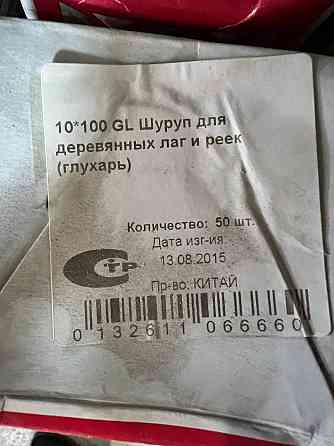 10*100 GL Шуруп для
деревянных лаг и реек
(глухарь)
Количество: 50 шт.
Дата изг-ия:
13.08.2015
СТР
Пр-во: КИТАЙ
0 132611 066660